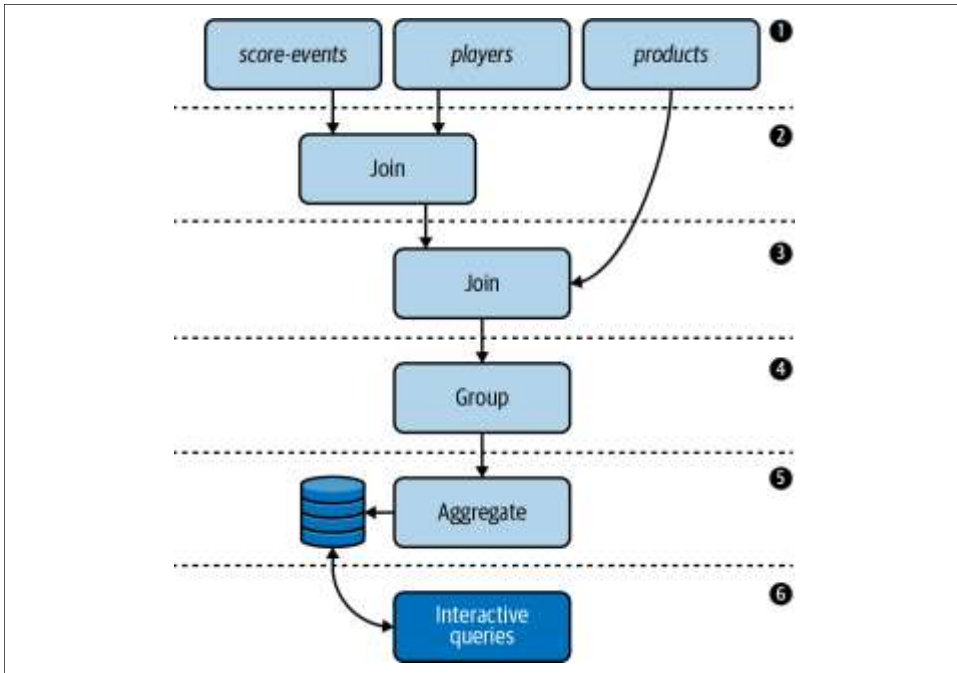 score-events
players
products
❶
❷
Join
❸
Join
❹
Group
❺
Aggregate
❻
Interactive
queries